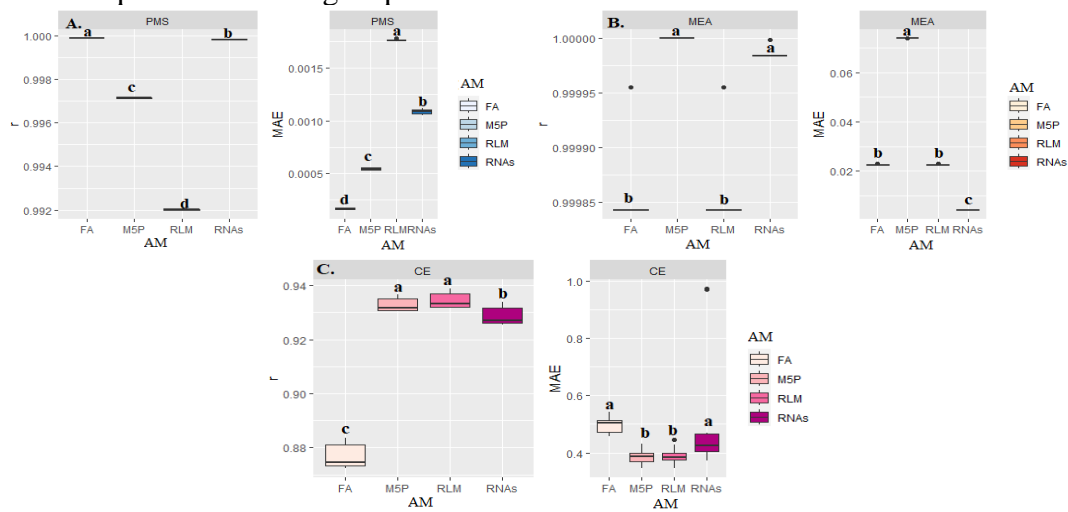 A.
PMS
a
b
c
d
1.000
0.998
0.996
0.994
0.992
r
FA M5P RLM RNAs
AM
PMS
a
b
c
d
0.0015
0.0010
0.0005
MAE
FA M5P RLM RNAs
AM
AM
FA
M5P
RLM
RNAs
B.
MEA
a
a
b
b
1.00000
0.99995
0.99990
0.99985
r
FA M5P RLM RNAs
AM
MEA
a
b
b
c
0.06
0.04
0.02
MAE
FA M5P RLM RNAs
AM
AM
FA
M5P
RLM
RNAs
C.
CE
a
a
b
c
0.94
0.92
0.90
0.88
r
FA M5P RLM RNAs
AM
CE
a
b
b
a
1.0
0.8
0.6
0.4
MAE
FA M5P RLM RNAs
AM
AM
FA
M5P
RLM
RNAs